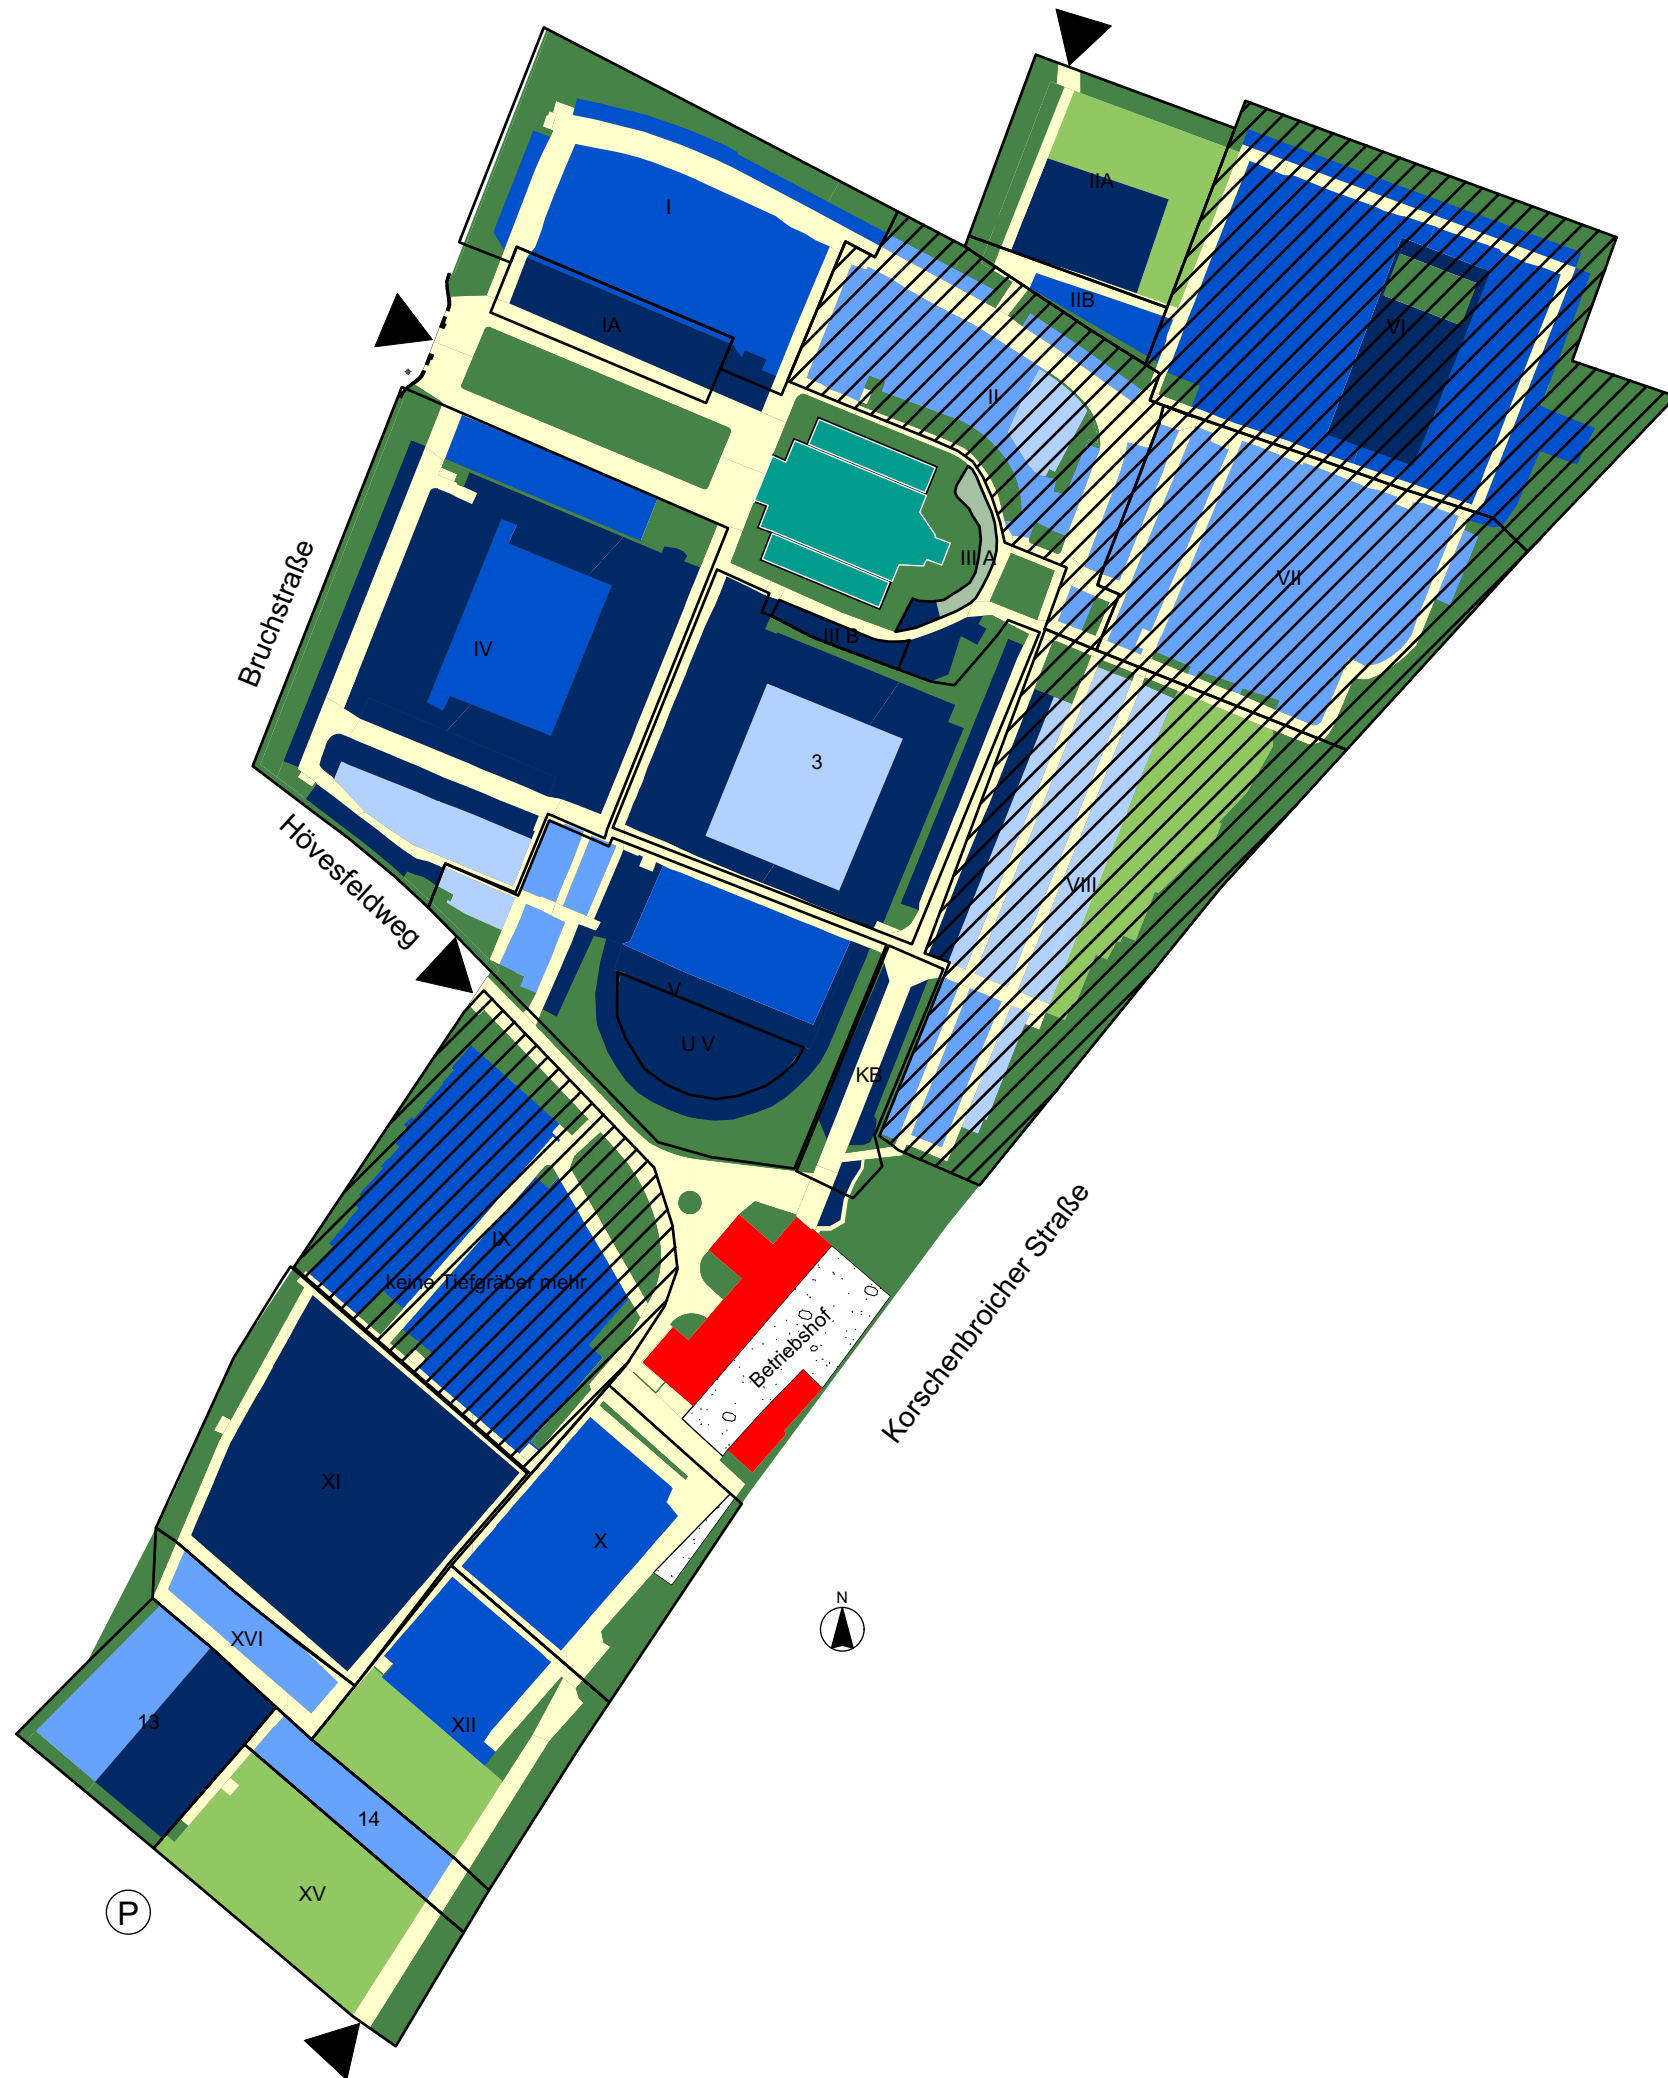 I
IIA
IIB
VI
IA
II
III A
VII
Bruchstraße
IV
III B
3
Hövesfeldweg
VIII
V
U V
KB
IX
keine Tiefgräber mehr
Betriebshof
Korschenbroicher Straße
XI
X
N
XVI
13
XII
14
XV
P